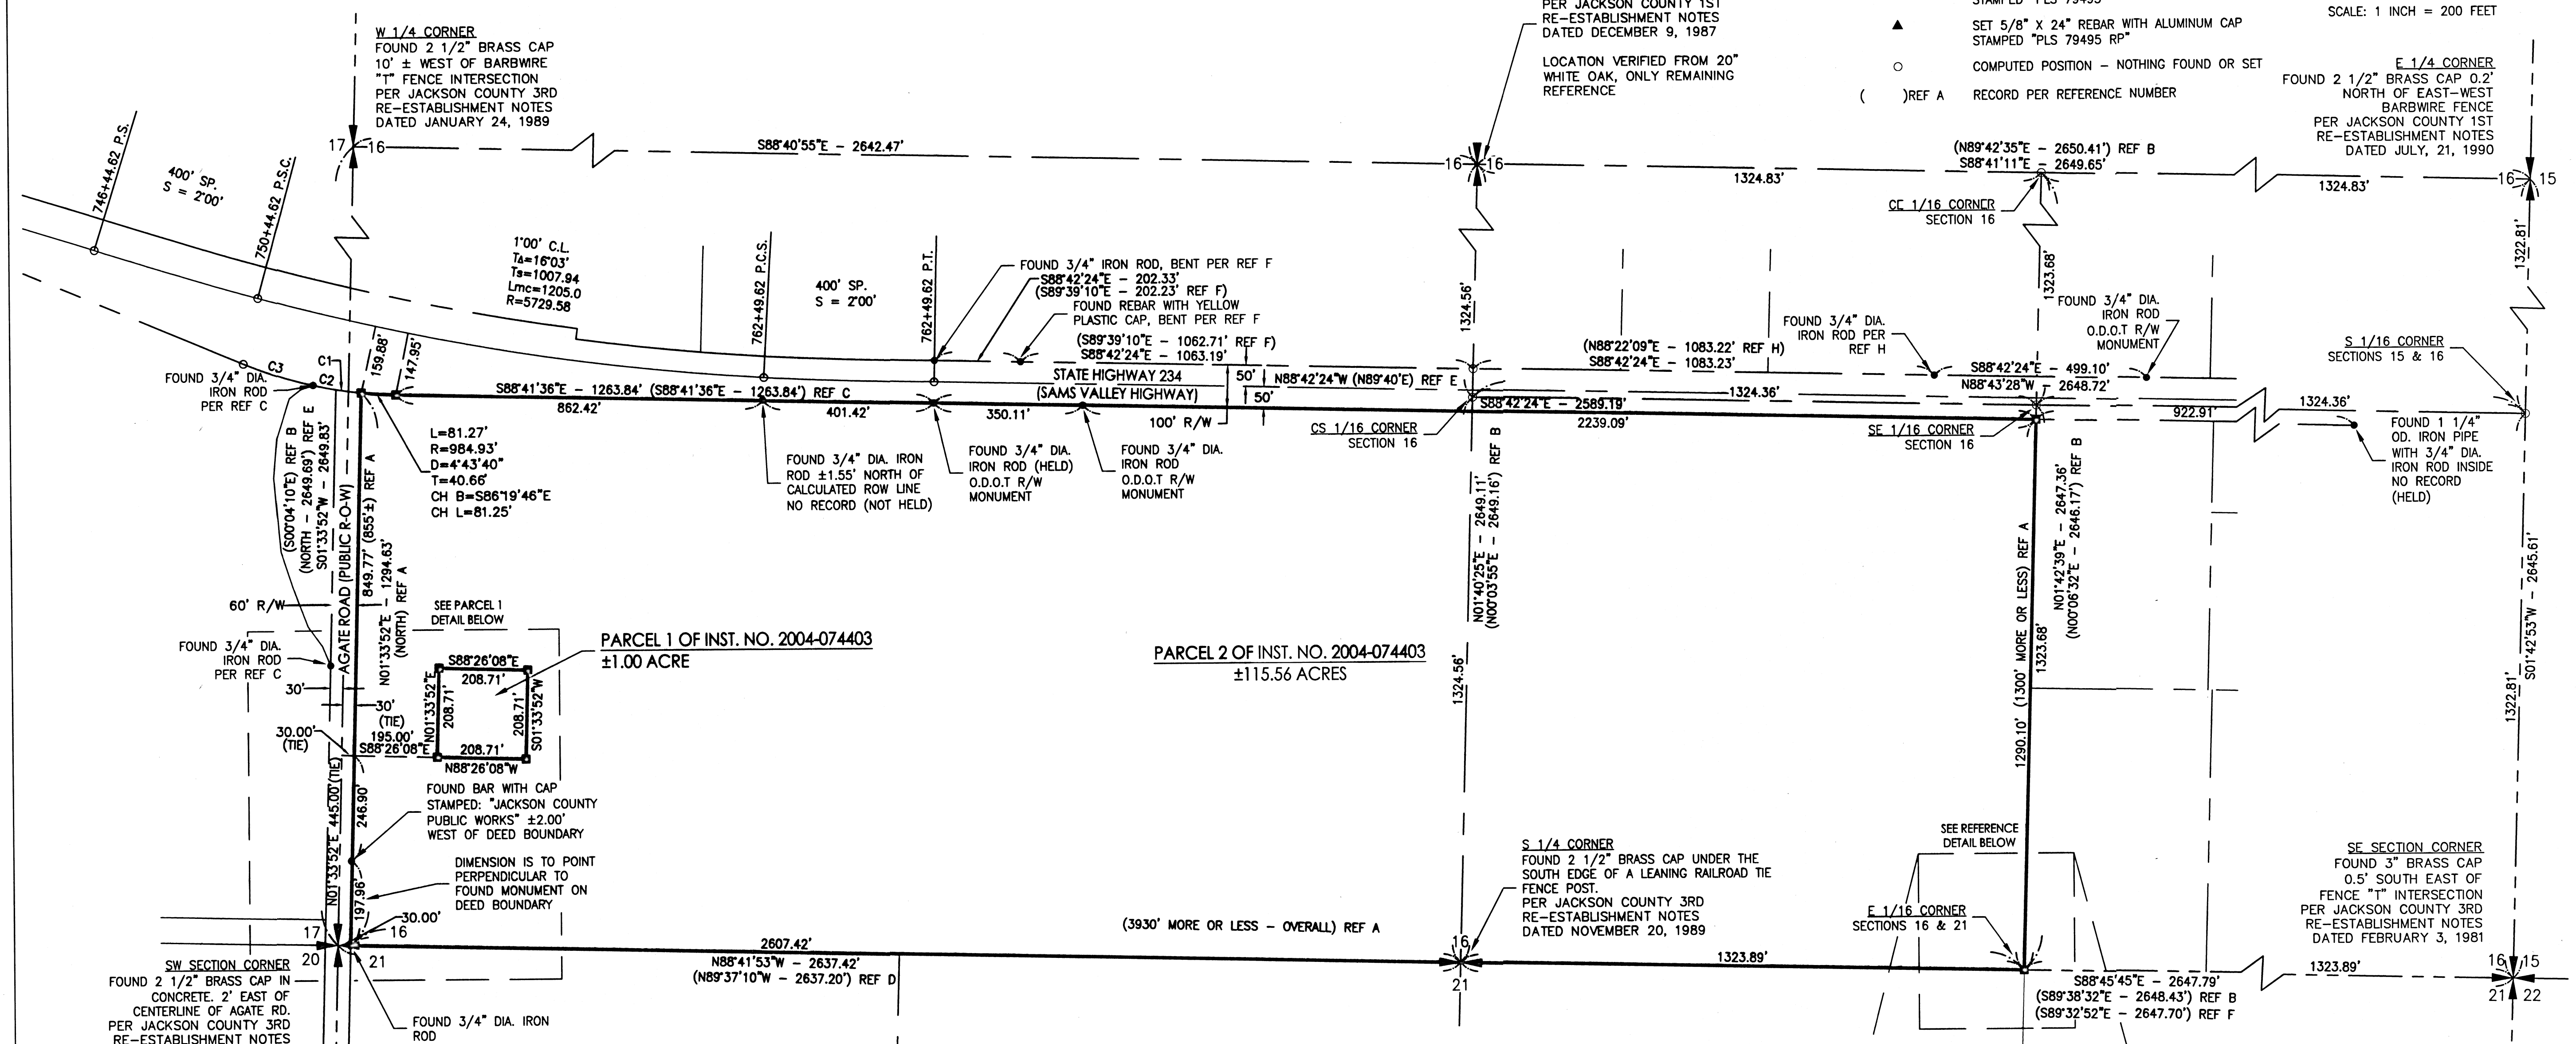 PER JACKSON COUNTY 1ST
RE-ESTABLISHMENT NOTES
DATED DECEMBER 9, 1987
LOCATION VERIFIED FROM 20"
WHITE OAK, ONLY REMAINING
REFERENCE
STAMPED "PLS 79495"
▲ SET 5/8" X 24" REBAR WITH ALUMINUM CAP
STAMPED "PLS 79495 RP"
○ COMPUTED POSITION – NOTHING FOUND OR SET
( )REF A RECORD PER REFERENCE NUMBER
SCALE: 1 INCH = 200 FEET
W 1/4 CORNER
FOUND 2 1/2" BRASS CAP
10' ± WEST OF BARBWIRE
"T" FENCE INTERSECTION
PER JACKSON COUNTY 3RD
RE-ESTABLISHMENT NOTES
DATED JANUARY 24, 1989
E 1/4 CORNER
FOUND 2 1/2" BRASS CAP 0.2'
NORTH OF EAST-WEST
BARBWIRE FENCE
PER JACKSON COUNTY 1ST
RE-ESTABLISHMENT NOTES
DATED JULY, 21, 1990
17 16
S88°40'55"E – 2642.47'
16 16
1324.83'
(N89°42'35"E – 2650.41') REF B
S88°41'11"E – 2649.65'
1324.83'
16 15
CE 1/16 CORNER
SECTION 16
746+44.62 P.S.
400' SP.
S = 2°00'
750+44.62 P.S.C.
1°00' C.L.
T∆=16°03'
Ts=1007.94
Lmc=1205.0
R=5729.58
762+49.62 P.C.S.
400' SP.
S = 2°00'
762+49.62 P.T.
FOUND 3/4" IRON ROD, BENT PER REF F
S88°42'24"E – 202.33'
(S89°39'10"E – 202.23' REF F)
FOUND REBAR WITH YELLOW
PLASTIC CAP, BENT PER REF F
(S89°39'10"E – 1062.71' REF F)
S88°42'24"E – 1063.19'
1324.56'
(N88°22'09"E – 1083.22' REF H)
S88°42'24"E – 1083.23'
FOUND 3/4" DIA.
IRON ROD PER
REF H
1323.68'
FOUND 3/4" DIA.
IRON ROD
O.D.O.T R/W
MONUMENT
1322.81'
S 1/16 CORNER
SECTIONS 15 & 16
S88°42'24"E – 499.10'
N88°43'28"W – 2648.72'
C3
C1
C2
159.88'
147.95'
FOUND 3/4" DIA.
IRON ROD
PER REF C
S88°41'36"E – 1263.84' (S88°41'36"E – 1263.84') REF C
862.42'
401.42'
350.11'
STATE HIGHWAY 234
(SAMS VALLEY HIGHWAY)
50'
50'
100' R/W
N88°42'24"W (N89°40'E) REF E
1324.36'
S88°42'24"E – 2589.19'
2239.09'
CS 1/16 CORNER
SECTION 16
SE 1/16 CORNER
SECTION 16
922.91'
1324.36'
FOUND 1 1/4"
OD. IRON PIPE
WITH 3/4" DIA.
IRON ROD INSIDE
NO RECORD
(HELD)
L=81.27'
R=984.93'
D=4°43'40"
T=40.66'
CH B=S86°19'46"E
CH L=81.25'
FOUND 3/4" DIA. IRON
ROD ±1.55' NORTH OF
CALCULATED ROW LINE
NO RECORD (NOT HELD)
FOUND 3/4" DIA.
IRON ROD (HELD)
O.D.O.T R/W
MONUMENT
FOUND 3/4" DIA.
IRON ROD
O.D.O.T R/W
MONUMENT
(S00°04'10"E) REF B
(NORTH – 2649.69') REF E
S01°33'52"W – 2649.83'
AGATE ROAD (PUBLIC R-O-W)
849.77' (855'±) REF A
N01°33'52"E – 1294.63'
(NORTH) REF A
N01°40'25"E – 2649.11'
(N00°03'55"E – 2649.16') REF B
1290.10' (1300' MORE OR LESS) REF A
1323.68'
N01°42'39"E – 2647.36'
(N00°06'32"E – 2646.17') REF B
S01°42'53"W – 2645.61'
60' R/W
FOUND 3/4" DIA.
IRON ROD
PER REF C
30'
30'
SEE PARCEL 1
DETAIL BELOW
PARCEL 1 OF INST. NO. 2004-074403
±1.00 ACRE
S88°26'08"E
208.71'
N01°33'52"E
208.71'
208.71'
S01°33'52"W
208.71'
N88°26'08"W
(TIE)
195.00'
S88°26'08"E
30.00'
(TIE)
PARCEL 2 OF INST. NO. 2004-074403
±115.56 ACRES
1324.56'
1322.81'
N01°33'52"E 445.00'(TIE)
246.90'
197.96'
FOUND BAR WITH CAP
STAMPED: "JACKSON COUNTY
PUBLIC WORKS" ±2.00'
WEST OF DEED BOUNDARY
DIMENSION IS TO POINT
PERPENDICULAR TO
FOUND MONUMENT ON
DEED BOUNDARY
30.00'
17 16
20 21
SW SECTION CORNER
FOUND 2 1/2" BRASS CAP IN
CONCRETE. 2' EAST OF
CENTERLINE OF AGATE RD.
PER JACKSON COUNTY 3RD
RE-ESTABLISHMENT NOTES
FOUND 3/4" DIA. IRON
ROD
2607.42'
N88°41'53"W – 2637.42'
(N89°37'10"W – 2637.20') REF D
(3930' MORE OR LESS – OVERALL) REF A
S 1/4 CORNER
FOUND 2 1/2" BRASS CAP UNDER THE
SOUTH EDGE OF A LEANING RAILROAD TIE
FENCE POST.
PER JACKSON COUNTY 3RD
RE-ESTABLISHMENT NOTES
DATED NOVEMBER 20, 1989
16
21
1323.89'
SEE REFERENCE
DETAIL BELOW
E 1/16 CORNER
SECTIONS 16 & 21
SE SECTION CORNER
FOUND 3" BRASS CAP
0.5' SOUTH EAST OF
FENCE "T" INTERSECTION
PER JACKSON COUNTY 3RD
RE-ESTABLISHMENT NOTES
DATED FEBRUARY 3, 1981
1323.89'
S88°45'45"E – 2647.79'
(S89°38'32"E – 2648.43') REF B
(S89°32'52"E – 2647.70') REF F
16 15
21 22